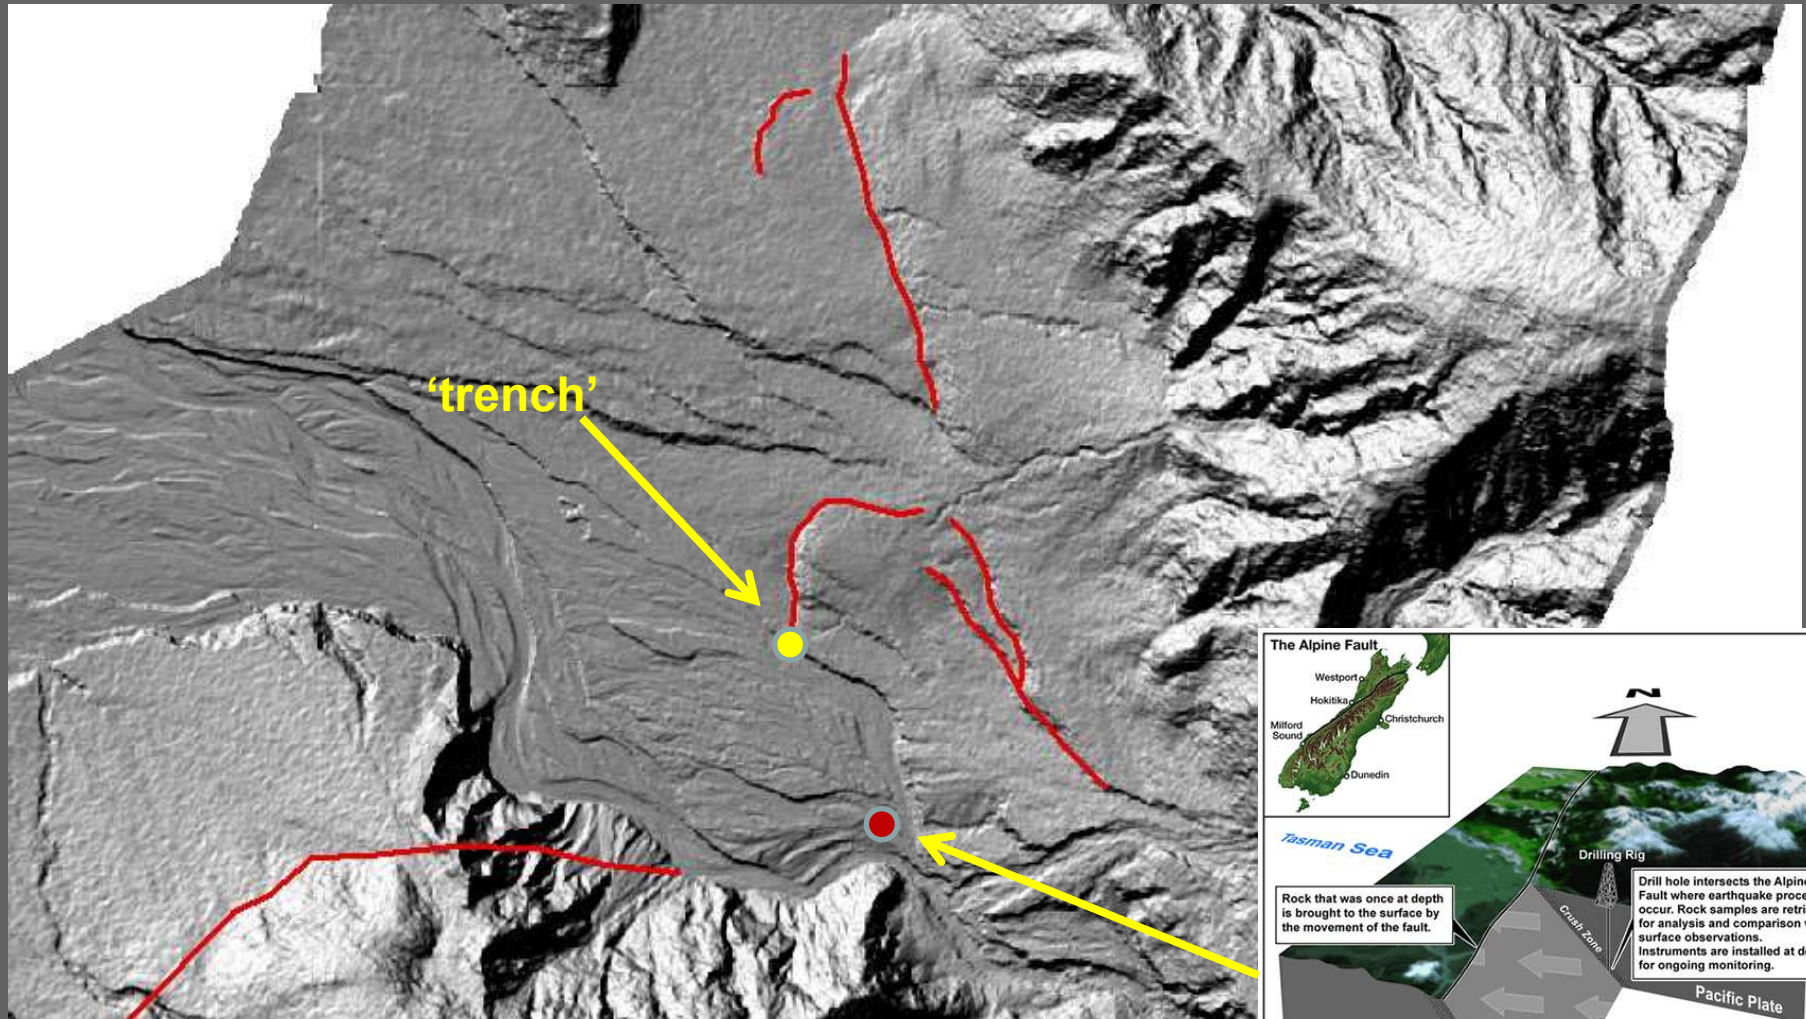 ‘trench’
The Alpine Fault
Westport
Hokitika
Christchurch
Milford
Sound
Dunedin
N
Tasman Sea
Drilling Rig
Rock that was once at depth
is brought to the surface by
the movement of the fault.
Crush Zone
Drill hole intersects the Alpine
Fault where earthquake
occur. Rock samples are
for analysis and comparison
surface observations.
Instruments are installed at
for ongoing monitoring.
Pacific Plate